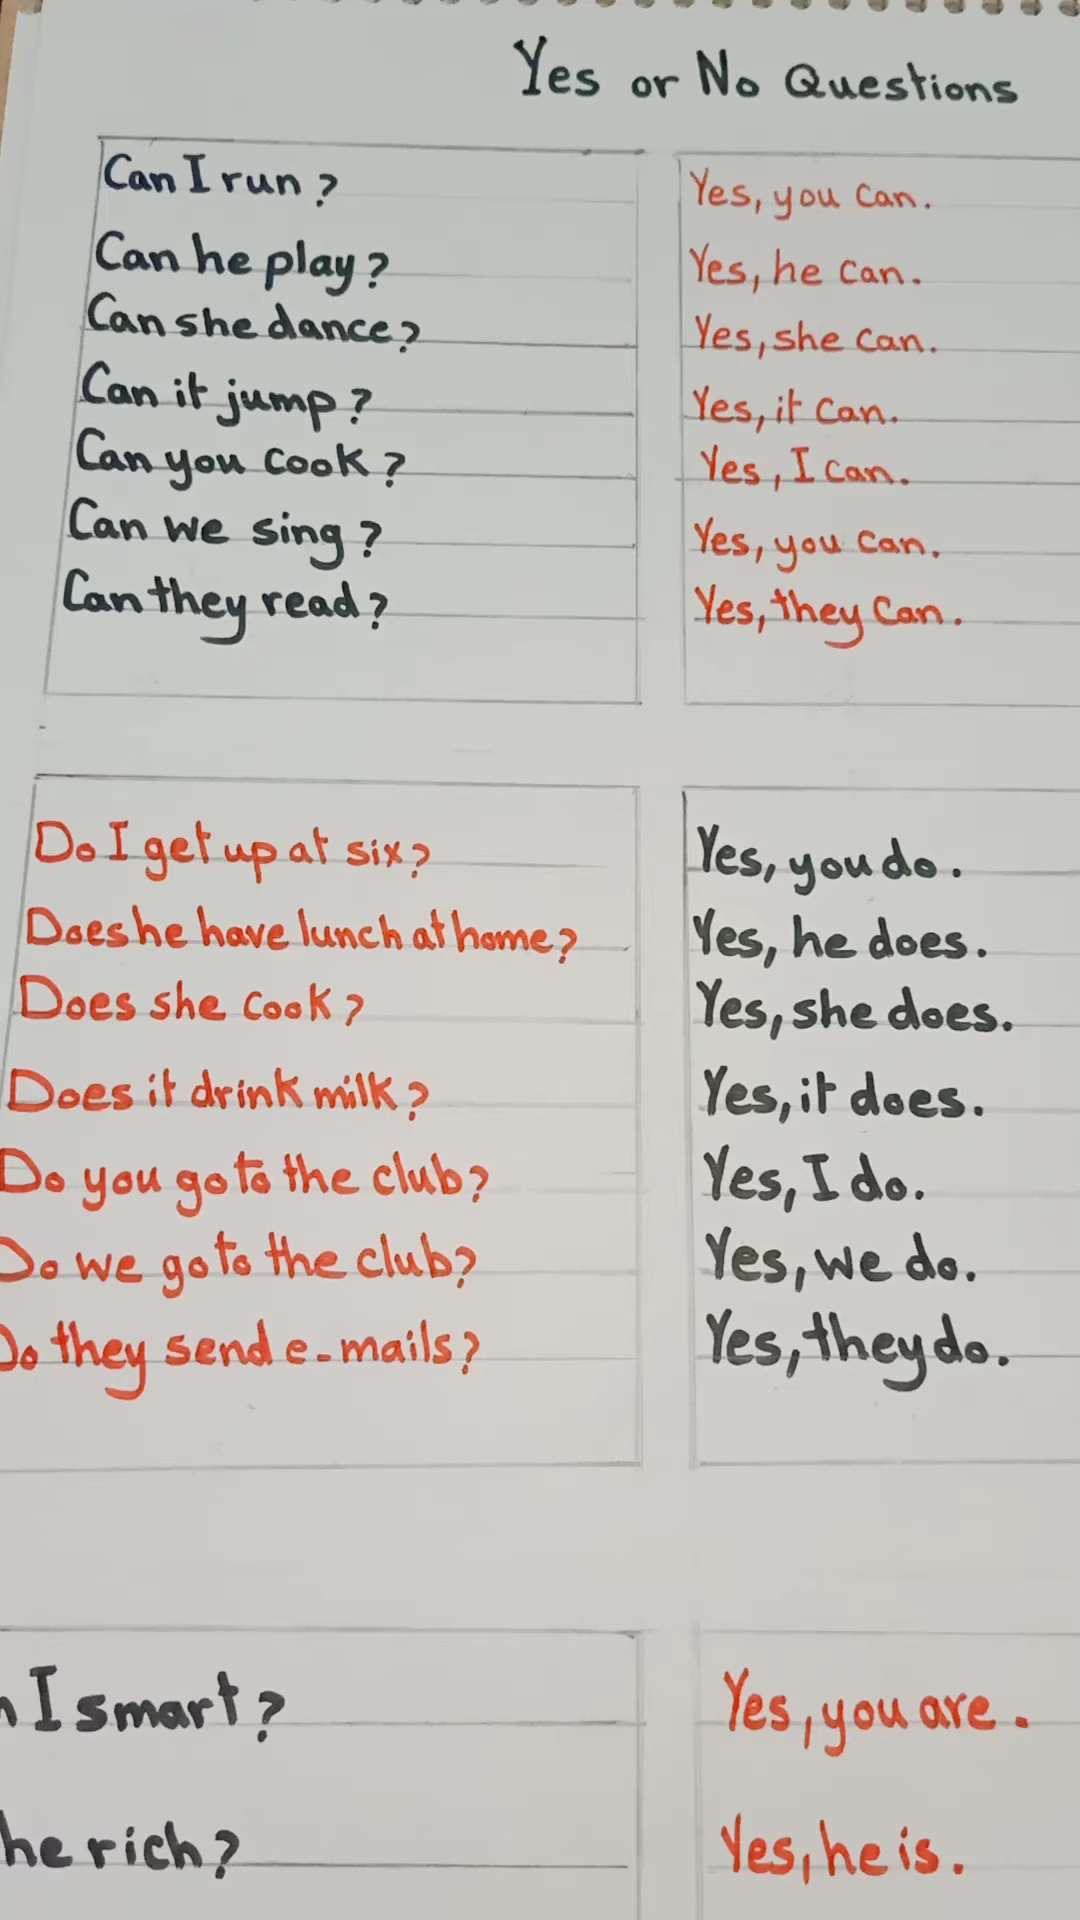 Yes or No Questions
Can I run? Yes, you can.
Can he play? Yes, he can.
Can she dance? Yes, she can.
Can it jump? Yes, it can.
Can you cook? Yes, I can.
Can we sing? Yes, you can.
Can they read? Yes, they can.
Do I get up at six? Yes, you do.
Does he have lunch at home? Yes, he does.
Does she cook? Yes, she does.
Does it drink milk? Yes, it does.
Do you go to the club? Yes, I do.
Do we go to the club? Yes, we do.
Do they send e-mails? Yes, they do.
I smart? Yes, you are.
he rich? Yes, he is.